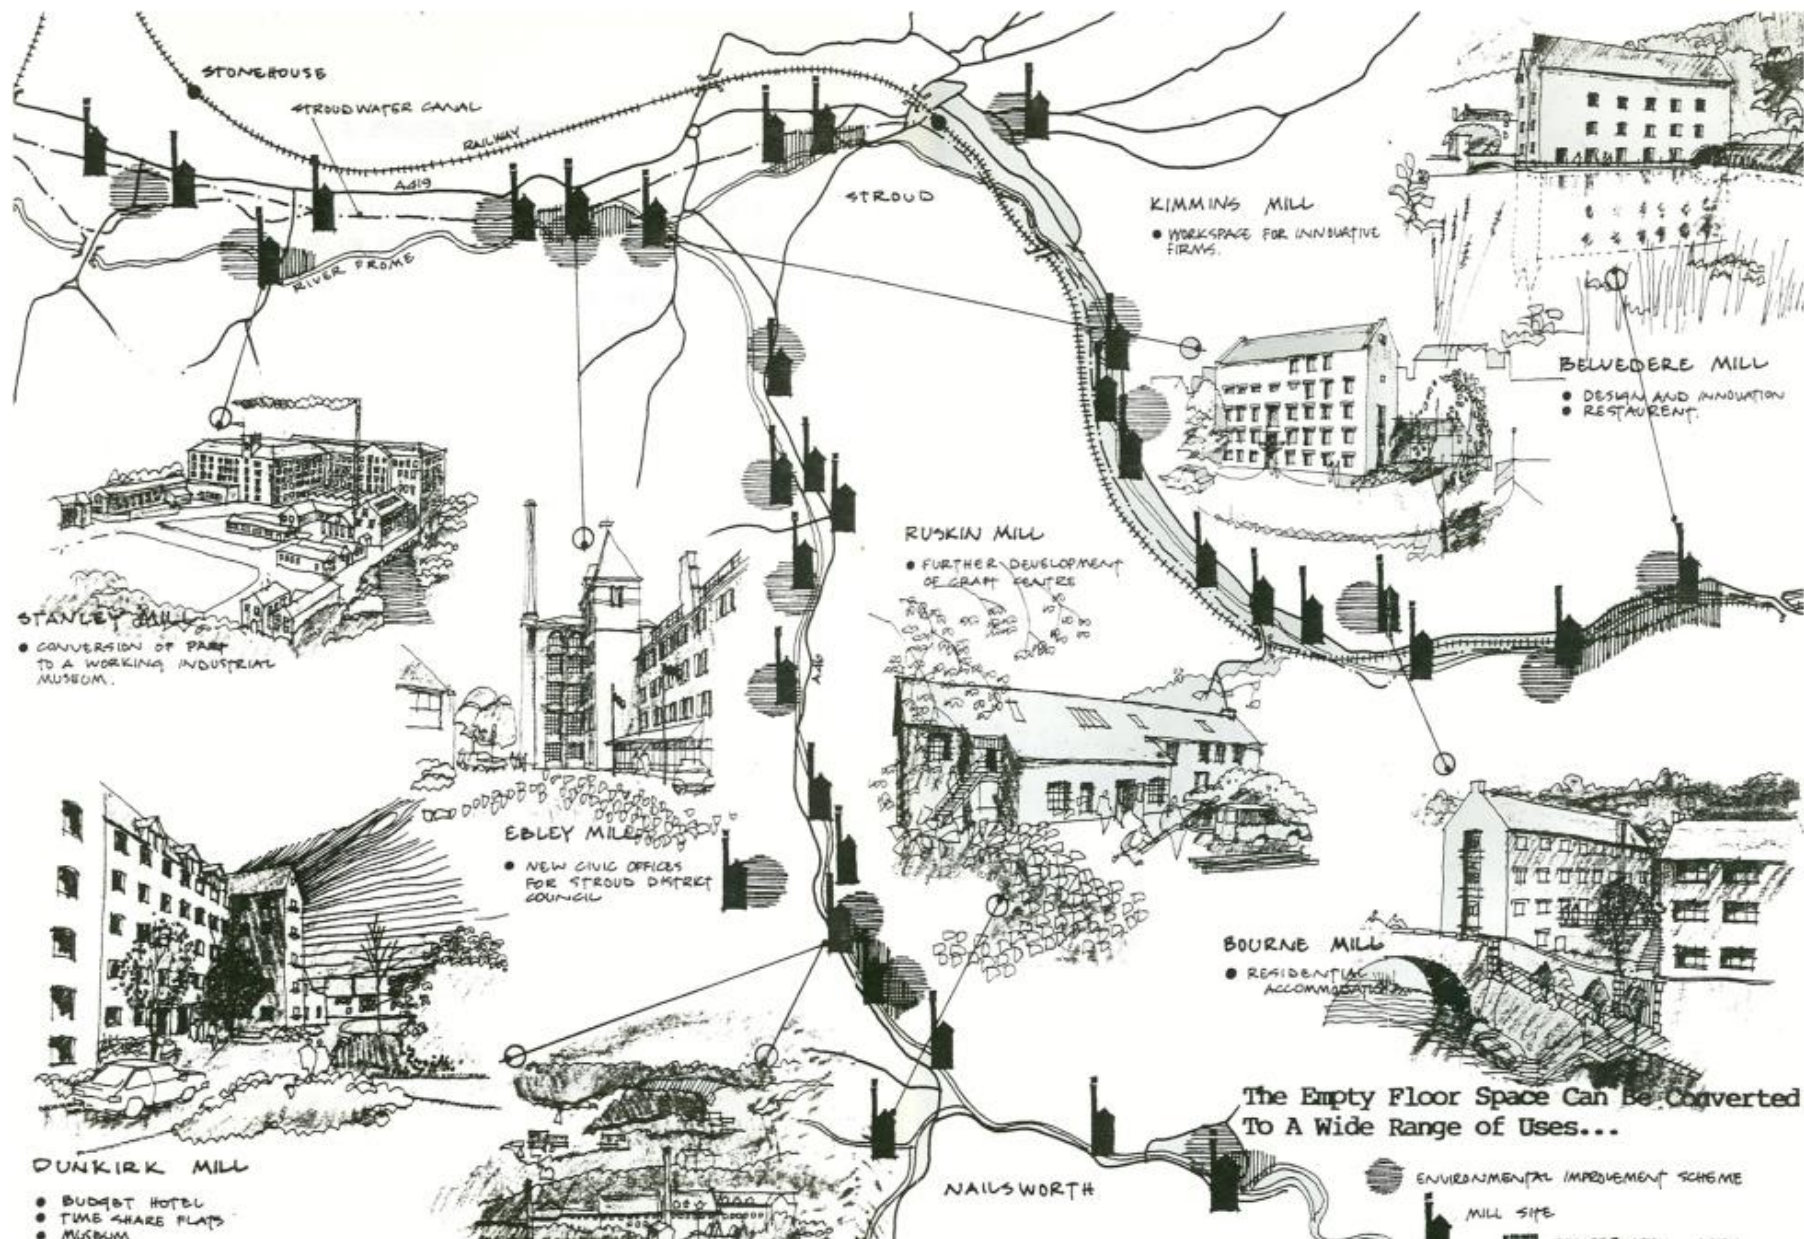 STONEHOUSE
STROUDWATER CANAL
RAILWAY
A419
STROUD
RIVER FROME
KIMMINS MILL
• WORKSPACE FOR INNOVATIVE
FIRMS.
BELVEDERE MILL
• DESIGN AND INNOVATION
• RESTAURENT.
STANLEY MILL
• CONVERSION OF PART
TO A WORKING INDUSTRIAL
MUSEUM.
RUSKIN MILL
• FURTHER DEVELOPMENT
OF CRAFT CENTRE
A46
EBLEY MILL
• NEW CIVIC OFFICES
FOR STROUD DISTRICT
COUNCIL
BOURNE MILL
• RESIDENTIAL
ACCOMMODATION
DUNKIRK MILL
• BUDGET HOTEL
• TIME SHARE FLATS
• MUSEUM
NAILSWORTH
The Empty Floor Space Can Be Converted
To A Wide Range of Uses...
ENVIRONMENTAL IMPROVEMENT SCHEME
MILL SITE